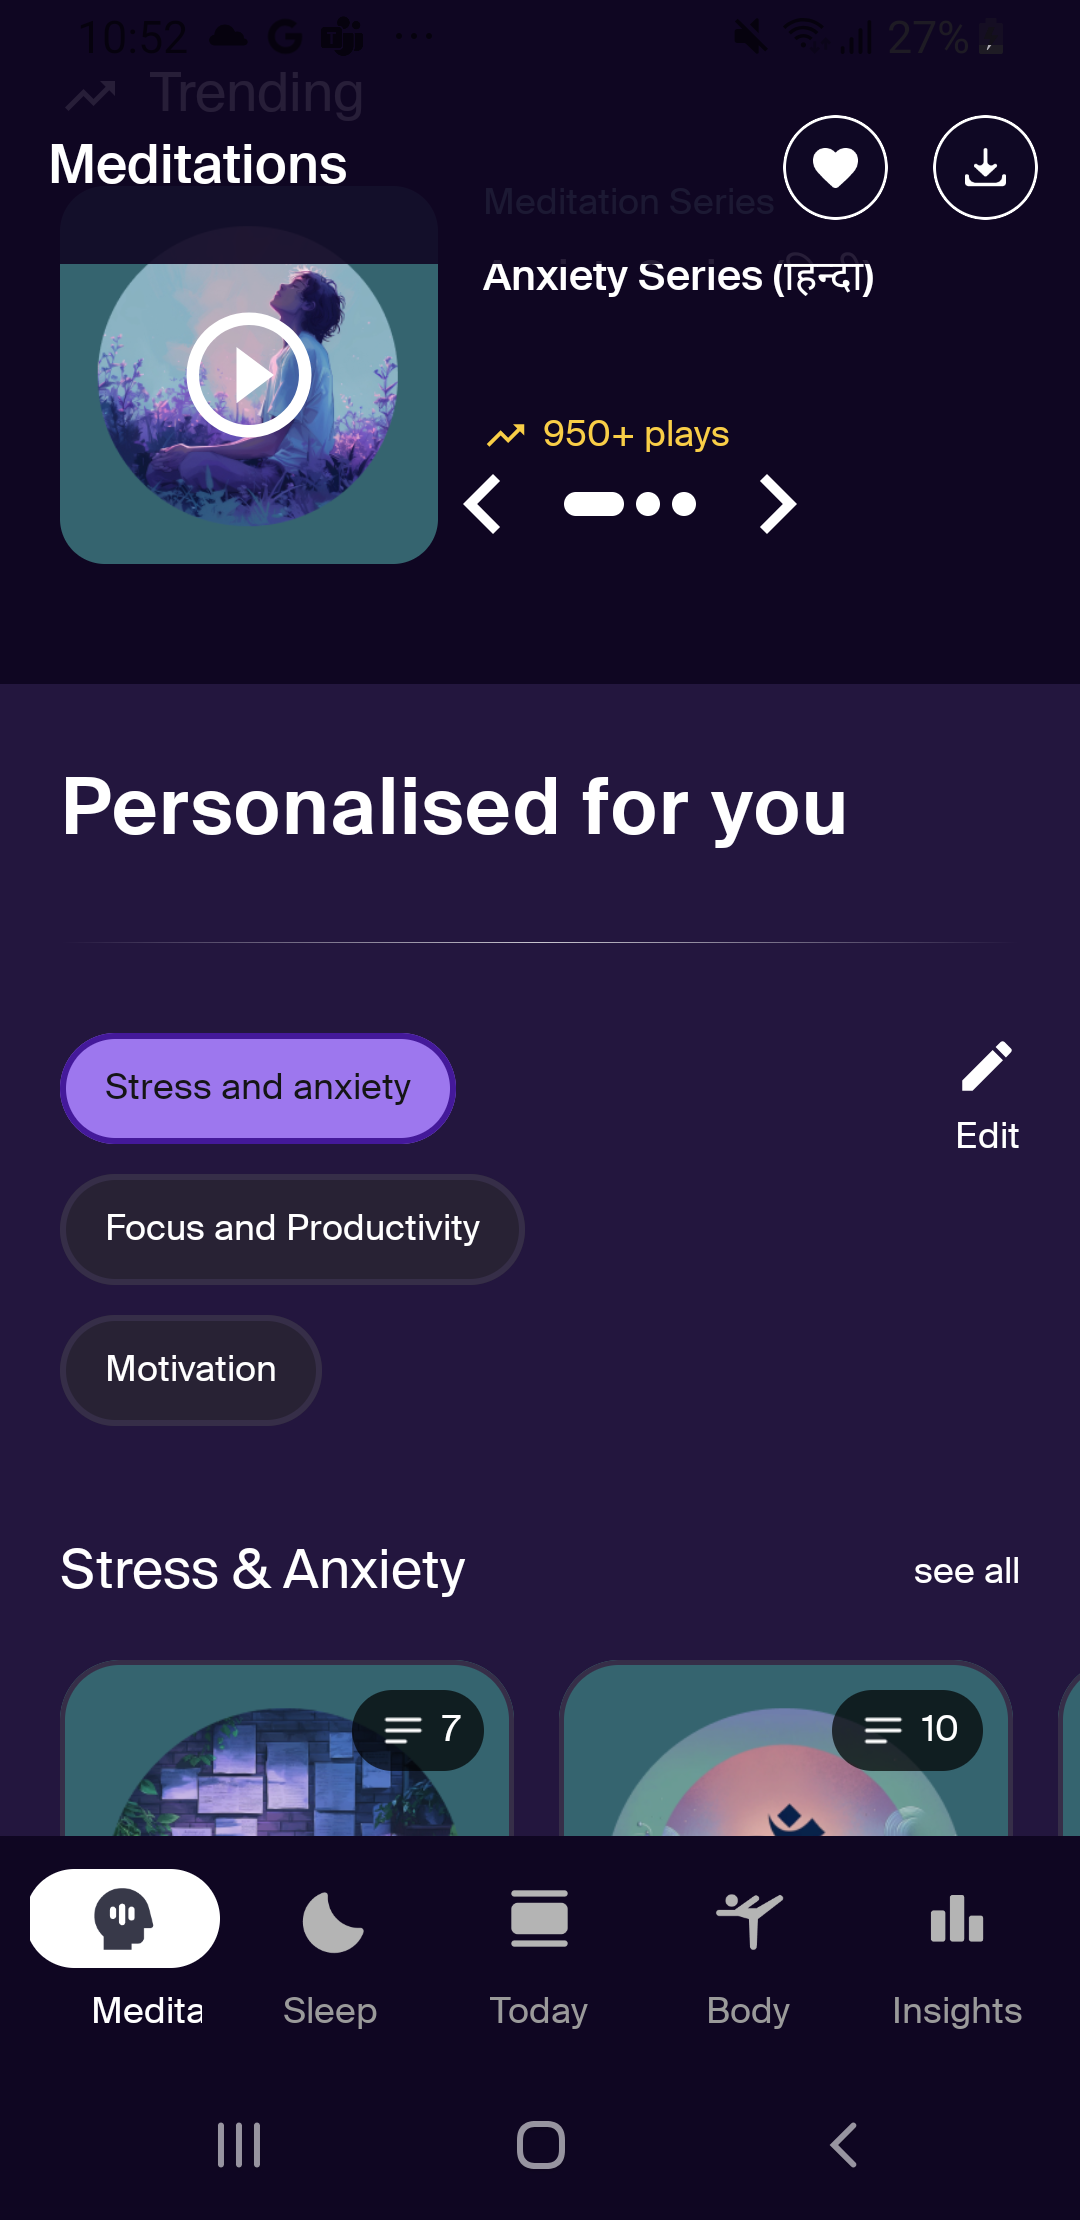 10:52
27%
Trending
Meditations
Meditation Series
Anxiety Series (हिन्दी)
950+ plays
Personalised for you
Stress and anxiety
Edit
Focus and Productivity
Motivation
Stress & Anxiety
see all
7
10
Medita
Sleep
Today
Body
Insights